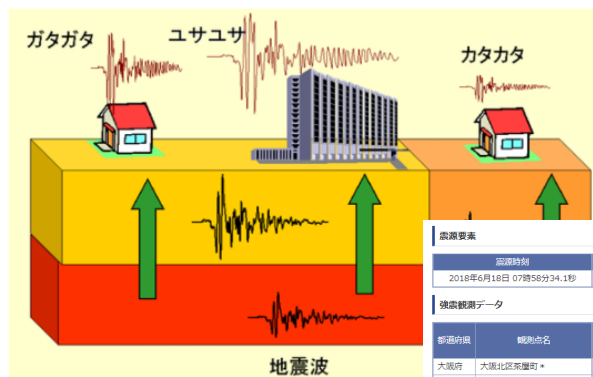 ガタガタ
ユサユサ
カタカタ
震源要素
震源時刻
2018年6月18日 07時58分34.1秒
強震観測データ
都道府県 観測点名
大阪府 大阪北区茶屋町*
地震波